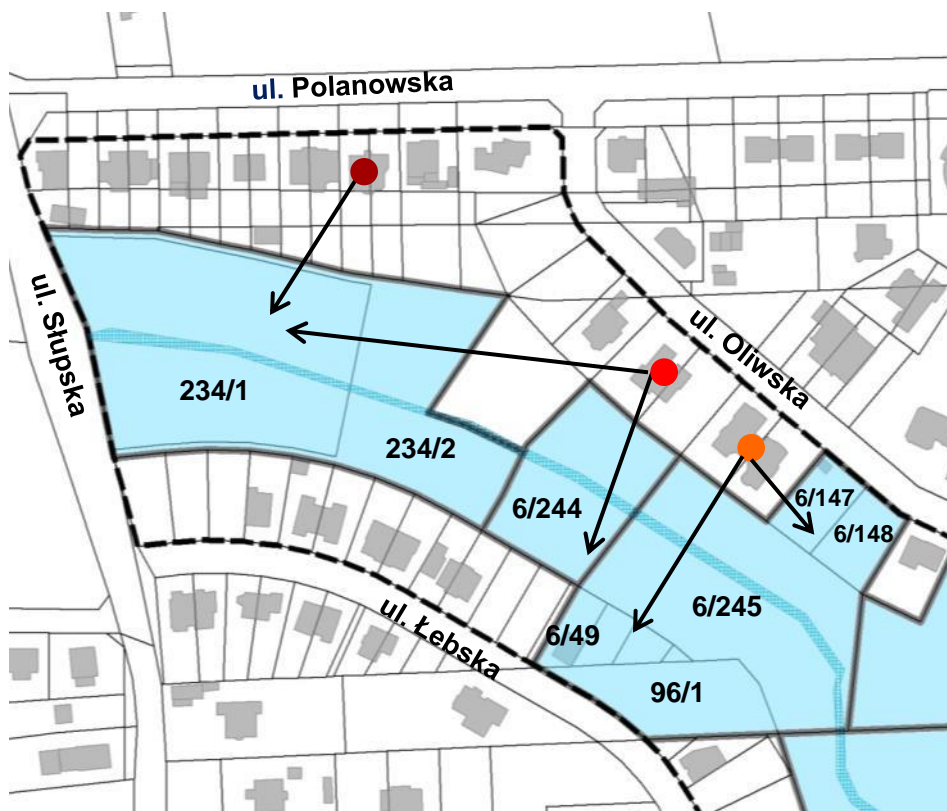 ul. Polanowska
ul. Słupska
ul. Oliwska
234/1
234/2
6/244
6/147
6/148
6/245
6/49
ul. Łębska
96/1